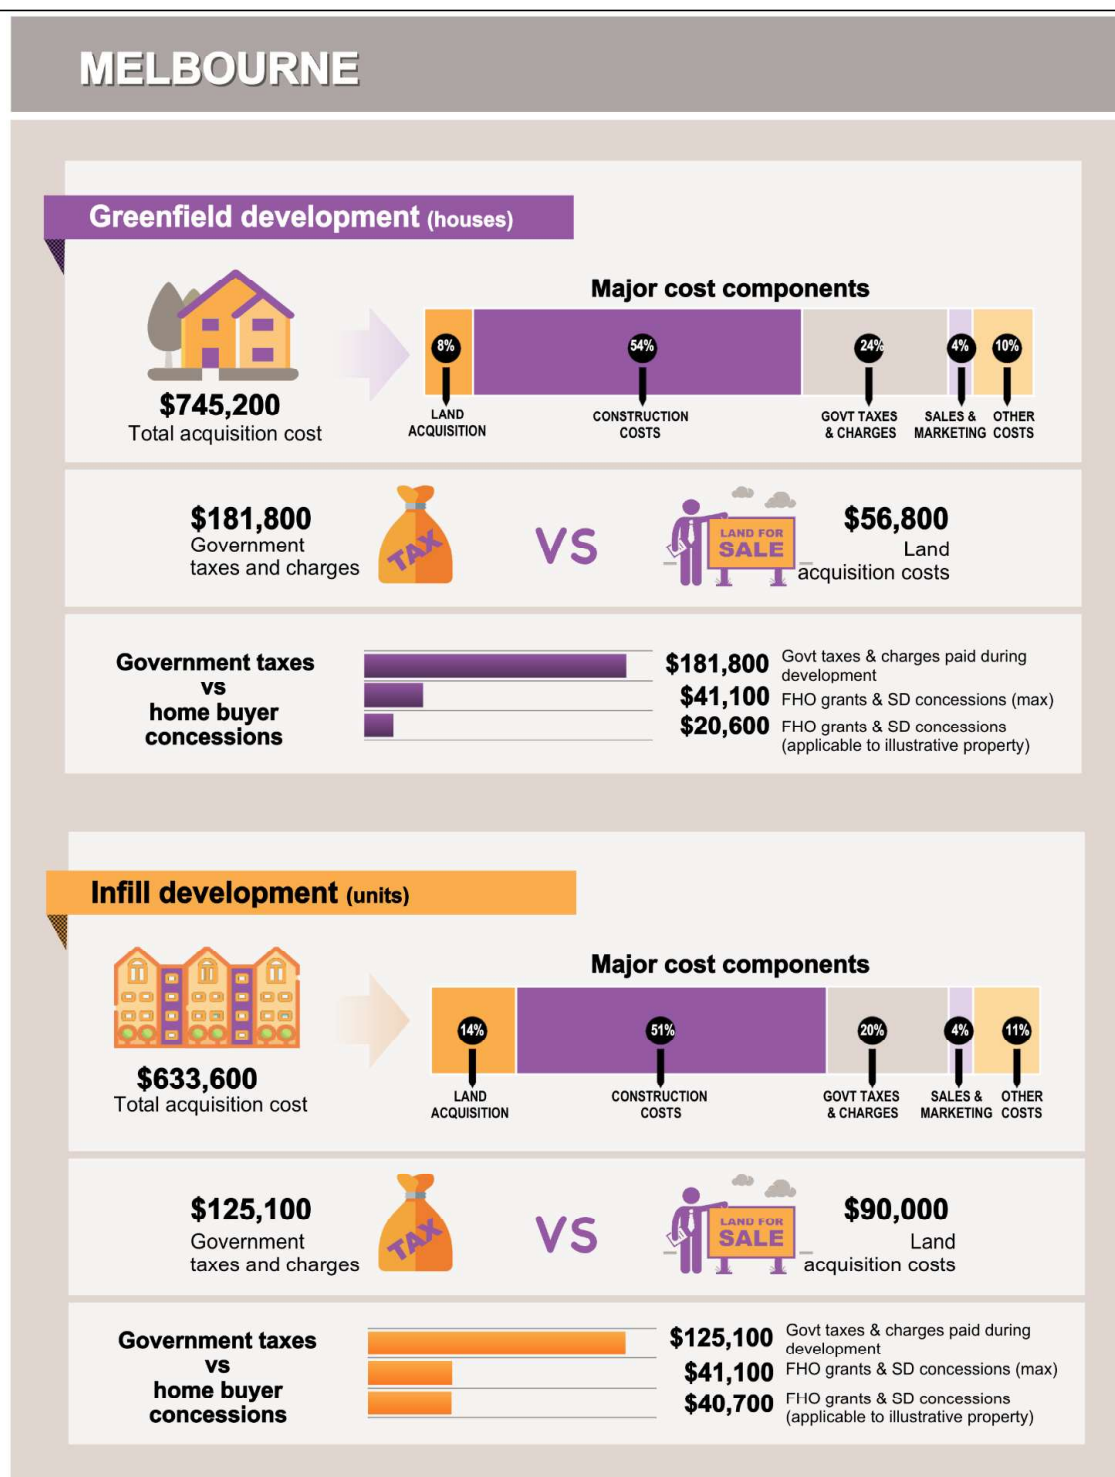 MELBOURNE
Greenfield development (houses)
Major cost components
8%
54%
24%
4%
10%
LAND
ACQUISITION
CONSTRUCTION
COSTS
GOVT TAXES
& CHARGES
SALES &
MARKETING
OTHER
COSTS
$745,200
Total acquisition cost
$181,800
Government
taxes and charges
TAX
VS
LAND FOR
SALE
$56,800
Land
acquisition costs
Government taxes
vs
home buyer
concessions
$181,800 Govt taxes & charges paid during
development
$41,100 FHO grants & SD concessions (max)
$20,600 FHO grants & SD concessions
(applicable to illustrative property)
Infill development (units)
Major cost components
14%
51%
20%
4%
11%
LAND
ACQUISITION
CONSTRUCTION
COSTS
GOVT TAXES
& CHARGES
SALES &
MARKETING
OTHER
COSTS
$633,600
Total acquisition cost
$125,100
Government
taxes and charges
TAX
VS
LAND FOR
SALE
$90,000
Land
acquisition costs
Government taxes
vs
home buyer
concessions
$125,100 Govt taxes & charges paid during
development
$41,100 FHO grants & SD concessions (max)
$40,700 FHO grants & SD concessions
(applicable to illustrative property)